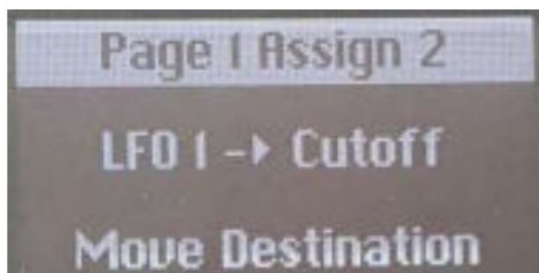 Page 1 Assign 2
LFO 1 -▸ Cutoff
Move Destination